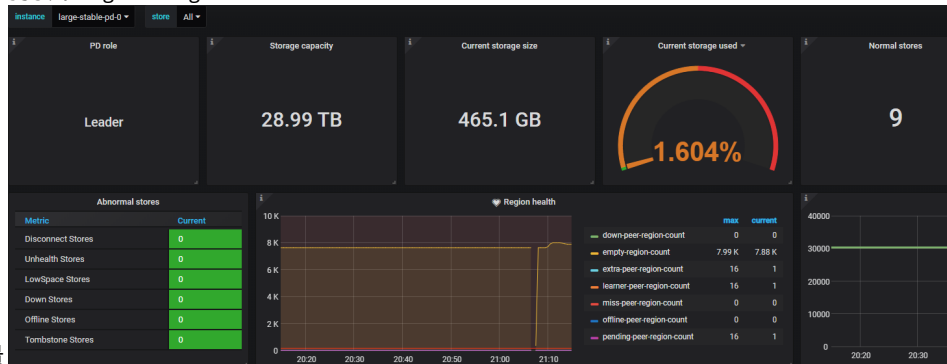 instance large-stable-pd-0 store All
PD role
Storage capacity
Current storage size
Current storage used
Normal stores
Leader
28.99 TB
465.1 GB
1.604%
9
Abnormal stores
Metric Current
Disconnect Stores 0
Unhealth Stores 0
LowSpace Stores 0
Down Stores 0
Offline Stores 0
Tombstone Stores 0
Region health
10 K
8 K
6 K
4 K
2 K
0
20:20 20:30 20:40 20:50 21:00 21:10
max current
down-peer-region-count 0 0
empty-region-count 7.99 K 7.88 K
extra-peer-region-count 16 1
learner-peer-region-count 16 1
miss-peer-region-count 0 0
offline-peer-region-count 0 0
pending-peer-region-count 16 1
40000
30000
20000
10000
0
20:20 20:30